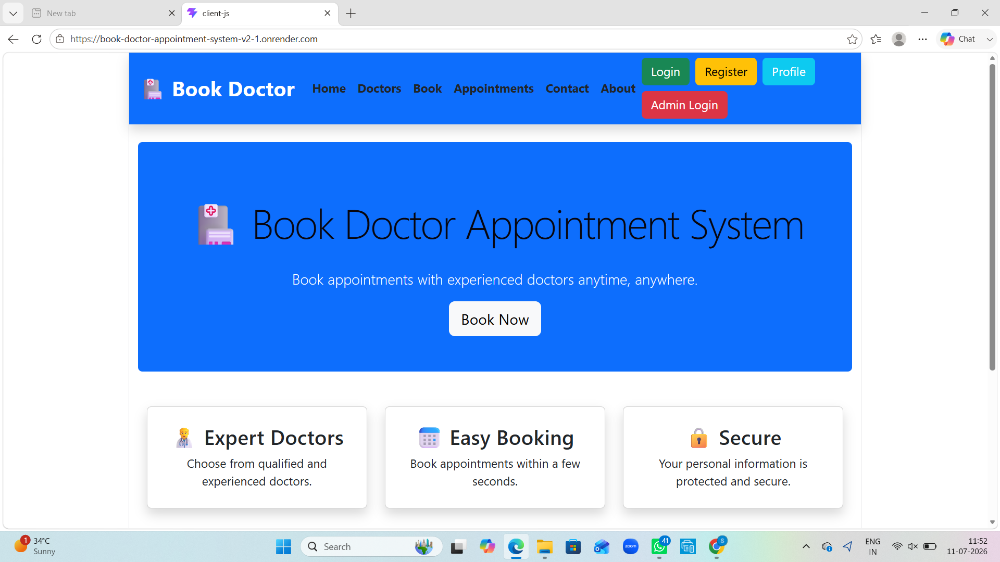 New tab
client-js
https://book-doctor-appointment-system-v2-1.onrender.com
Chat
Book Doctor
Home Doctors Book Appointments Contact About
Login Register Profile
Admin Login
Book Doctor Appointment System
Book appointments with experienced doctors anytime, anywhere.
Book Now
Expert Doctors
Choose from qualified and
experienced doctors.
Easy Booking
Book appointments within a few
seconds.
Secure
Your personal information is
protected and secure.
1
34°C
Sunny
Search
zoom
41
S
ENG
IN
11:52
11-07-2026